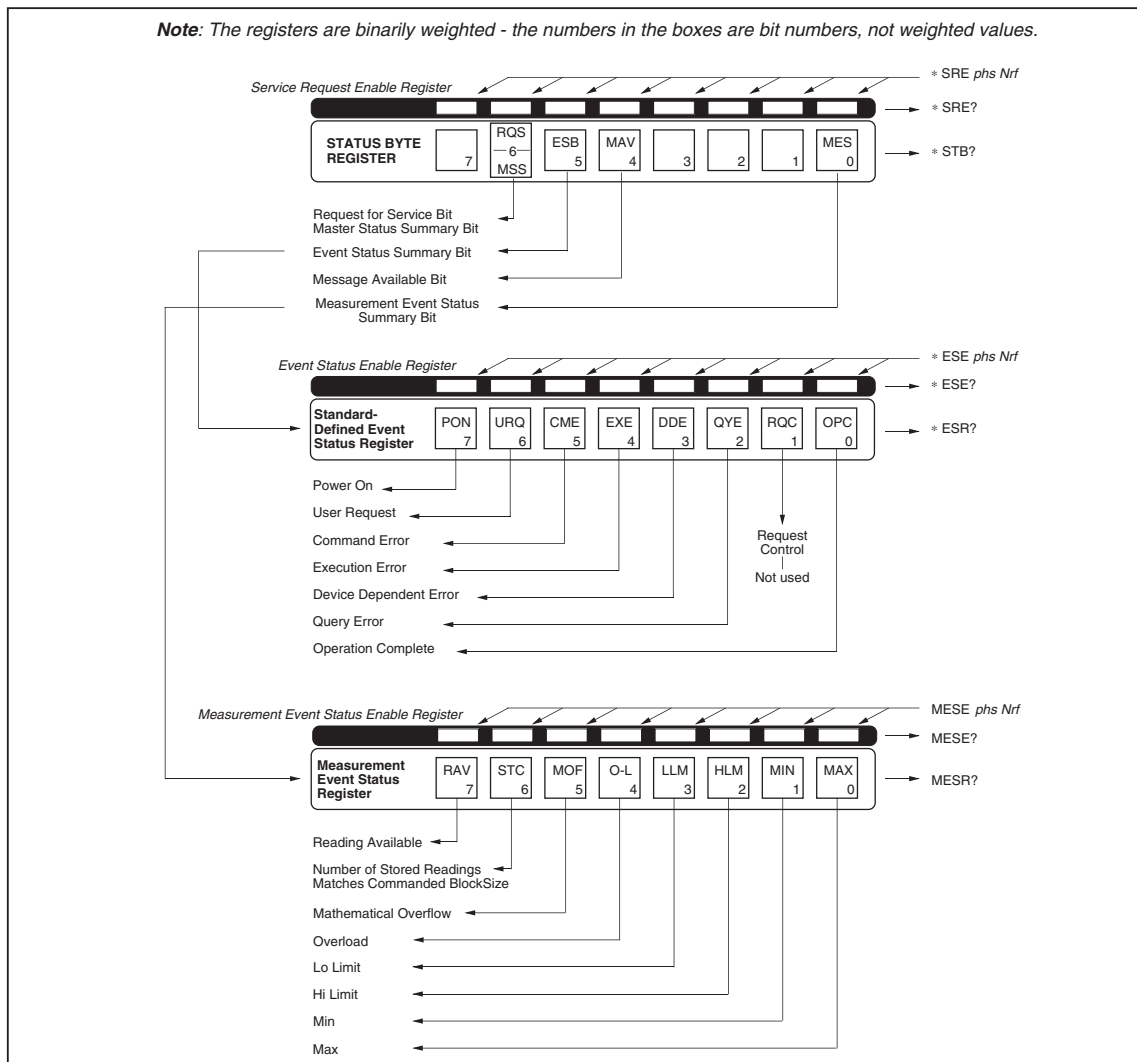 Note: The registers are binarily weighted - the numbers in the boxes are bit numbers, not weighted values.
Service Request Enable Register
* SRE phs Nrf
* SRE?
STATUS BYTE
REGISTER
7
RQS
6
MSS
ESB
5
MAV
4
3
2
1
MES
0
* STB?
Request for Service Bit
Master Status Summary Bit
Event Status Summary Bit
Message Available Bit
Measurement Event Status
Summary Bit
Event Status Enable Register
* ESE phs Nrf
* ESE?
Standard-
Defined Event
Status Register
PON
7
URQ
6
CME
5
EXE
4
DDE
3
QYE
2
RQC
1
OPC
0
* ESR?
Power On
User Request
Command Error
Execution Error
Device Dependent Error
Query Error
Operation Complete
Request
Control
Not used
Measurement Event Status Enable Register
MESE phs Nrf
MESE?
Measurement
Event Status
Register
RAV
7
STC
6
MOF
5
O-L
4
LLM
3
HLM
2
MIN
1
MAX
0
MESR?
Reading Available
Number of Stored Readings
Matches Commanded BlockSize
Mathematical Overflow
Overload
Lo Limit
Hi Limit
Min
Max